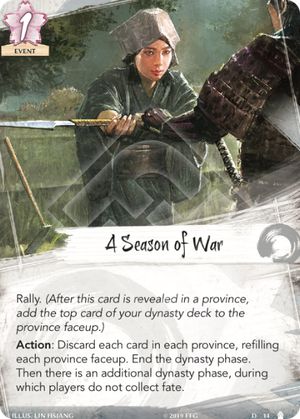 1
EVENT
A Season of War
Rally. (After this card is revealed in a province,
add the top card of your dynasty deck to the
province faceup.)
Action: Discard each card in each province, refilling
each province faceup. End the dynasty phase.
Then there is an additional dynasty phase, during
which players do not collect fate.
ILLUS. LIN HSIANG
© 2019 FFG
D 14